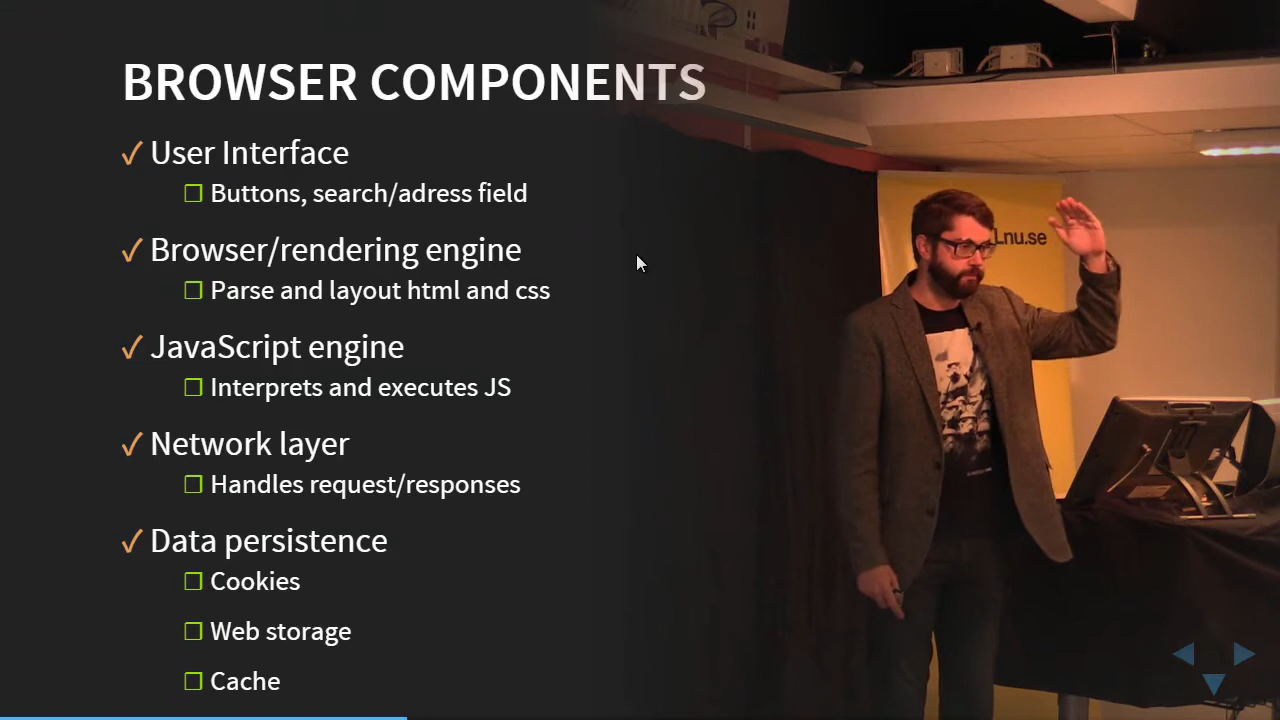 BROWSER COMPONENTS
User Interface
Buttons, search/adress field
Browser/rendering engine
Parse and layout html and css
JavaScript engine
Interprets and executes JS
Network layer
Handles request/responses
Data persistence
Cookies
Web storage
Cache
Lnu.se